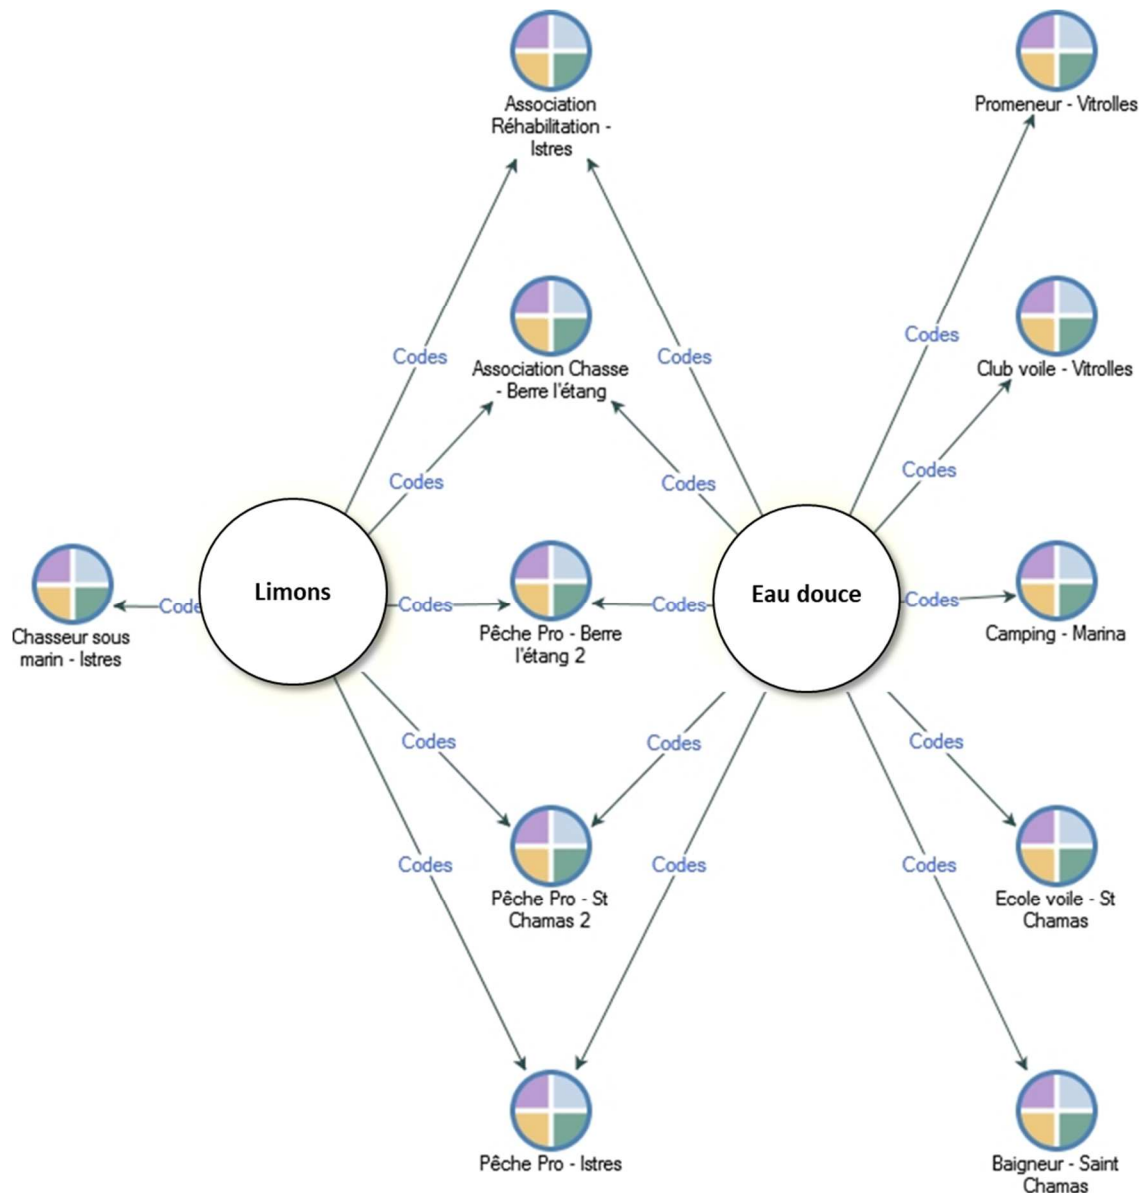 Association
Réhabilitation -
Istres
Promeneur - Vitrolles
Codes
Codes
Codes
Association Chasse
- Berre l'étang
Club voile - Vitrolles
Codes
Codes
Codes
Limons
Eau douce
Code
Codes
Codes
Codes
Chasseur sous
marin - Istres
Pêche Pro - Berre
l'étang 2
Camping - Marina
Codes
Codes
Codes
Codes
Codes
Codes
Pêche Pro - St
Chamas 2
Ecole voile - St
Chamas
Pêche Pro - Istres
Baigneur - Saint
Chamas